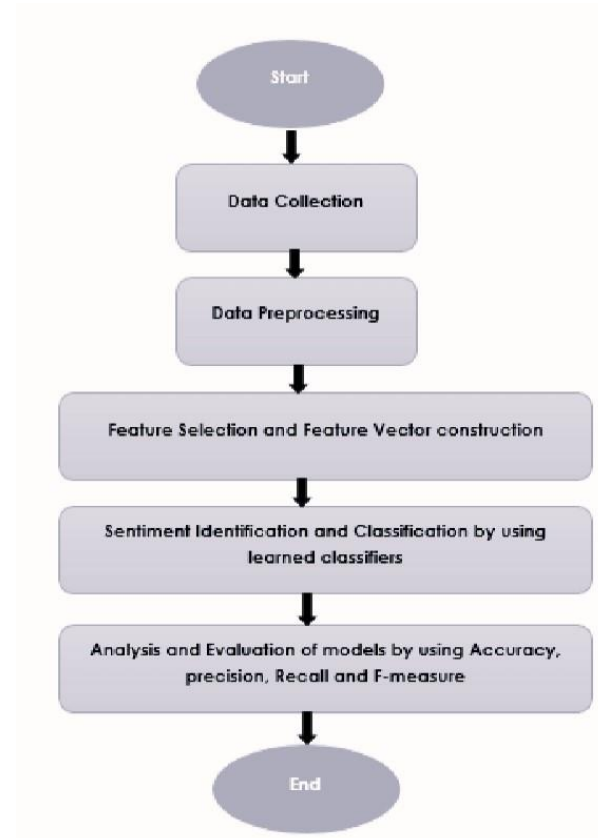 Start
Data Collection
Data Preprocessing
Feature Selection and Feature Vector construction
Sentiment Identification and Classification by using
learned classifiers
Analysis and Evaluation of models by using Accuracy,
precision, Recall and F-measure
End